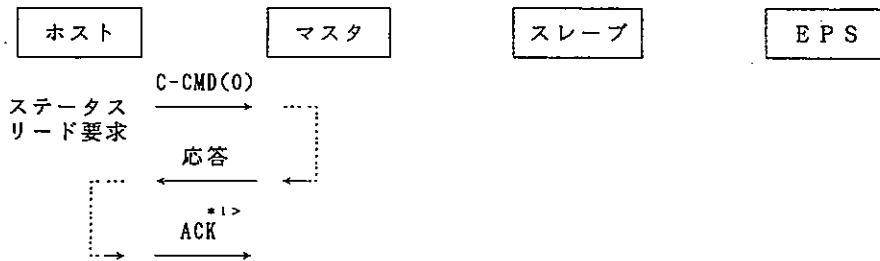 ホスト マスタ スレーブ EPS
C-CMD(0)
ステータス
リード要求
応答
*1>
ACK